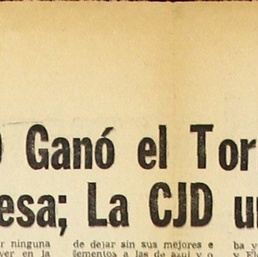 Ganó el Tor
esa; La CJD u
r ninguna
ver en la
de dejar sin sus mejores e
lementos a las de azul y o
ba y